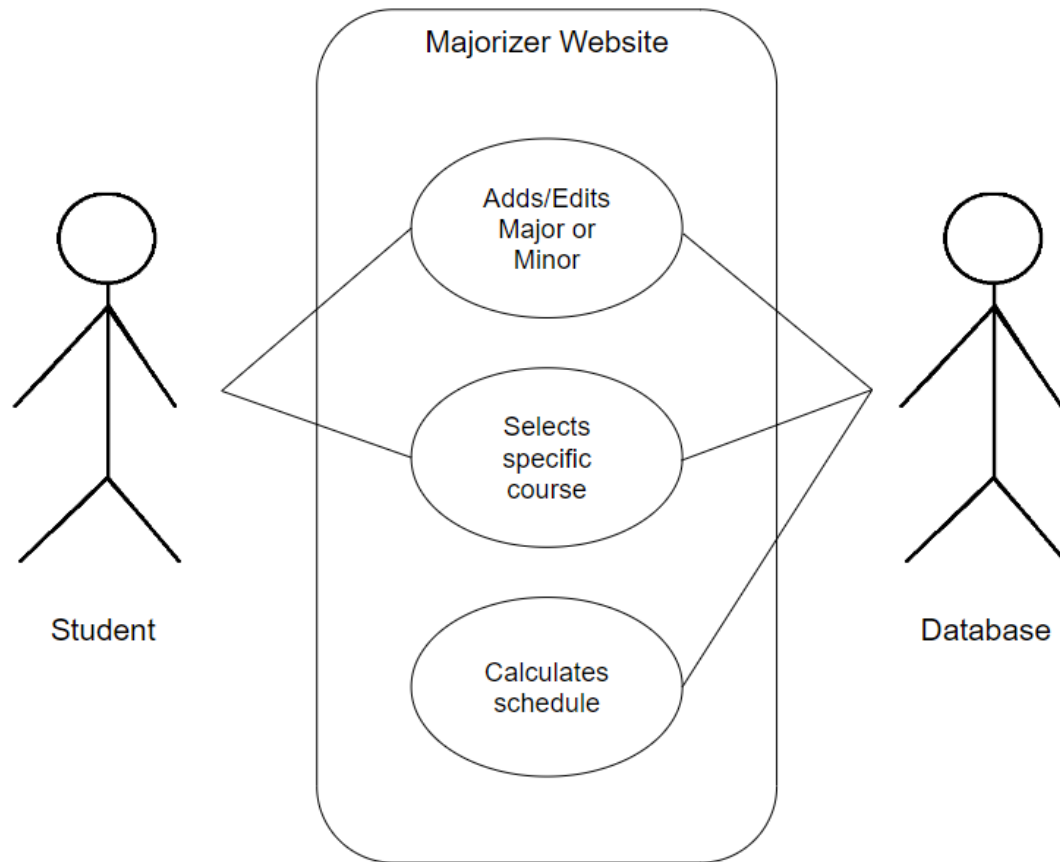 Majorizer Website
Adds/Edits
Major or
Minor
Selects
specific
course
Calculates
schedule
Student
Database